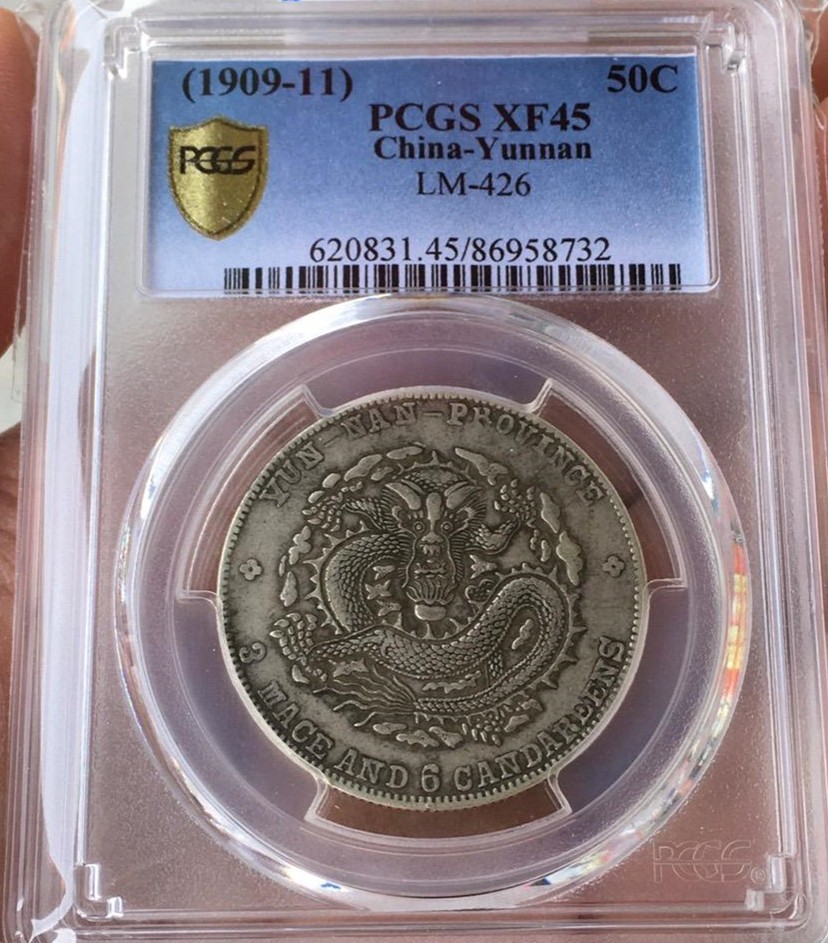 (1909-11) 50C
PCGS XF45
PCGS
China-Yunnan
LM-426
620831.45/86958732
YUN-NAN-PROVINCE
3 MACE AND 6 CANDAREENS
PCGS®